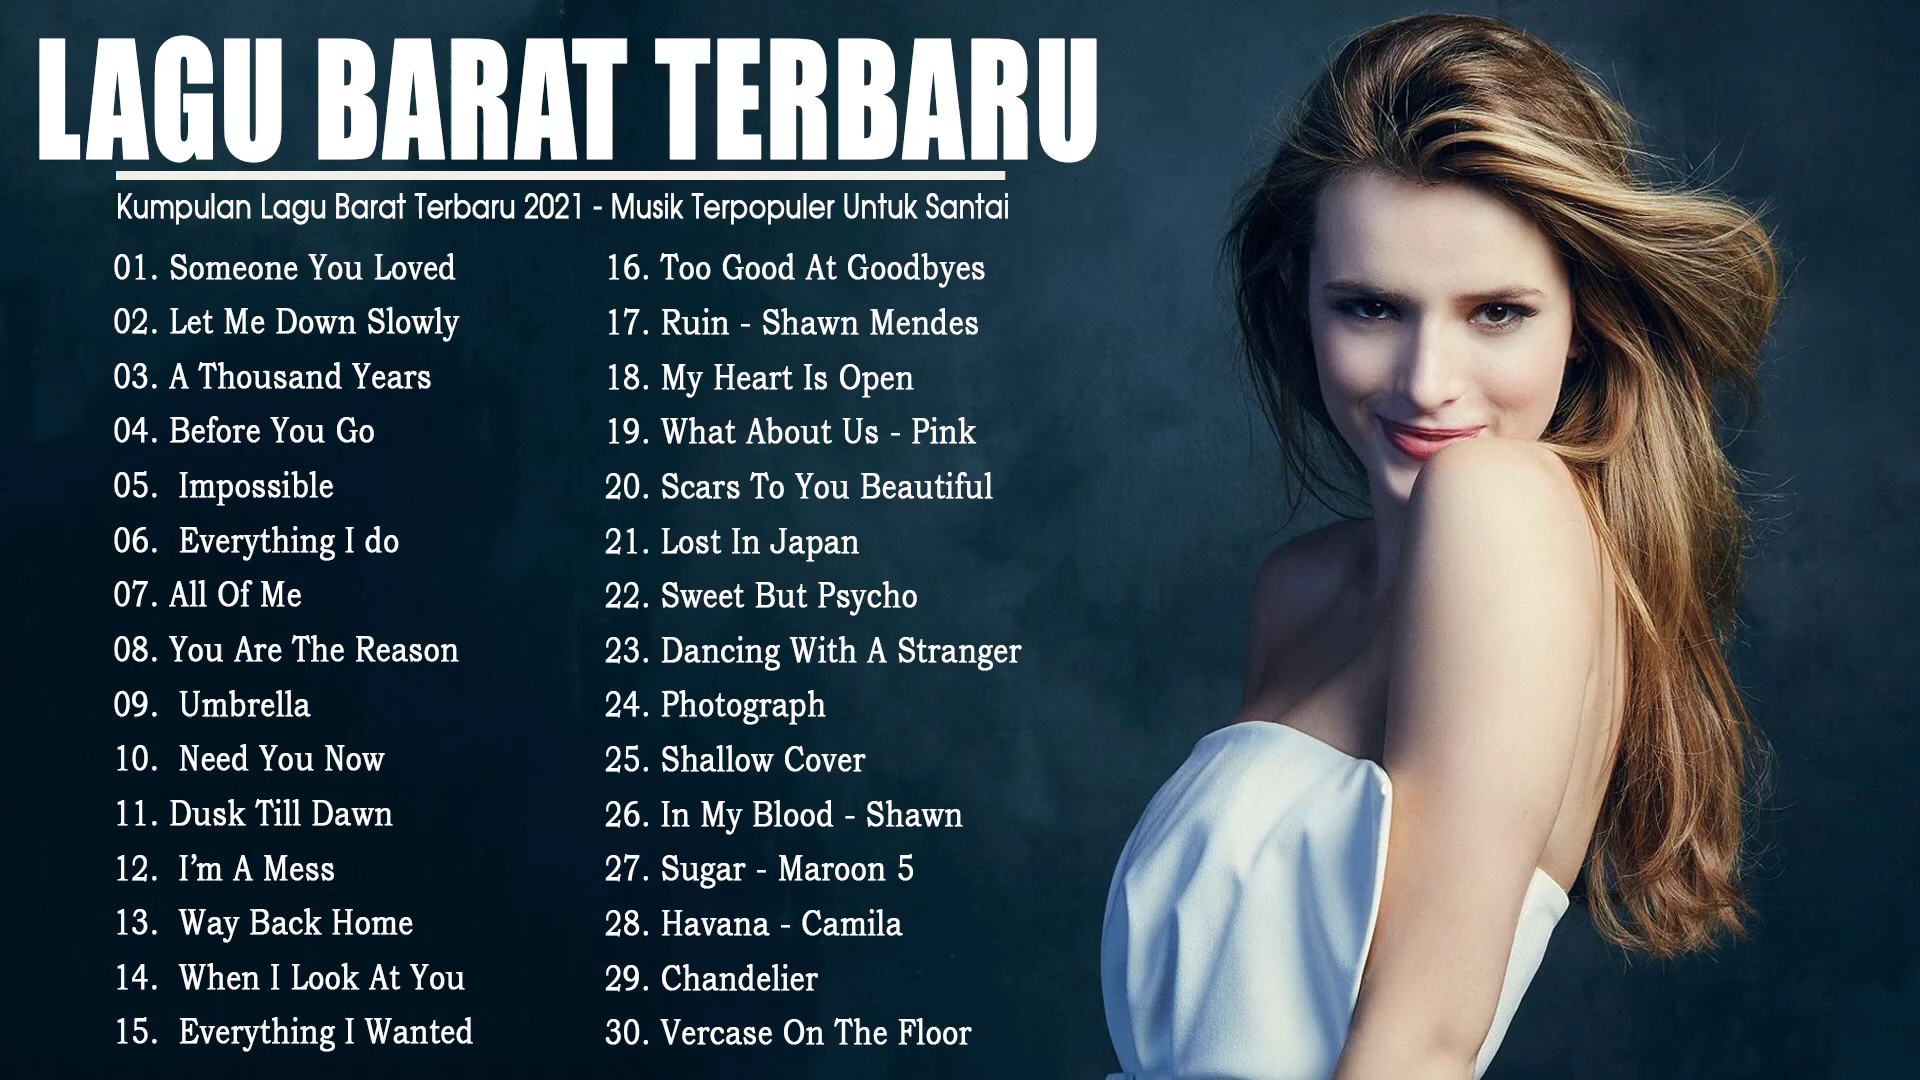 LAGU BARAT TERBARU
Kumpulan Lagu Barat Terbaru 2021 - Musik Terpopuler Untuk Santai
01. Someone You Loved
02. Let Me Down Slowly
03. A Thousand Years
04. Before You Go
05. Impossible
06. Everything I do
07. All Of Me
08. You Are The Reason
09. Umbrella
10. Need You Now
11. Dusk Till Dawn
12. I'm A Mess
13. Way Back Home
14. When I Look At You
15. Everything I Wanted
16. Too Good At Goodbyes
17. Ruin - Shawn Mendes
18. My Heart Is Open
19. What About Us - Pink
20. Scars To You Beautiful
21. Lost In Japan
22. Sweet But Psycho
23. Dancing With A Stranger
24. Photograph
25. Shallow Cover
26. In My Blood - Shawn
27. Sugar - Maroon 5
28. Havana - Camila
29. Chandelier
30. Vercase On The Floor